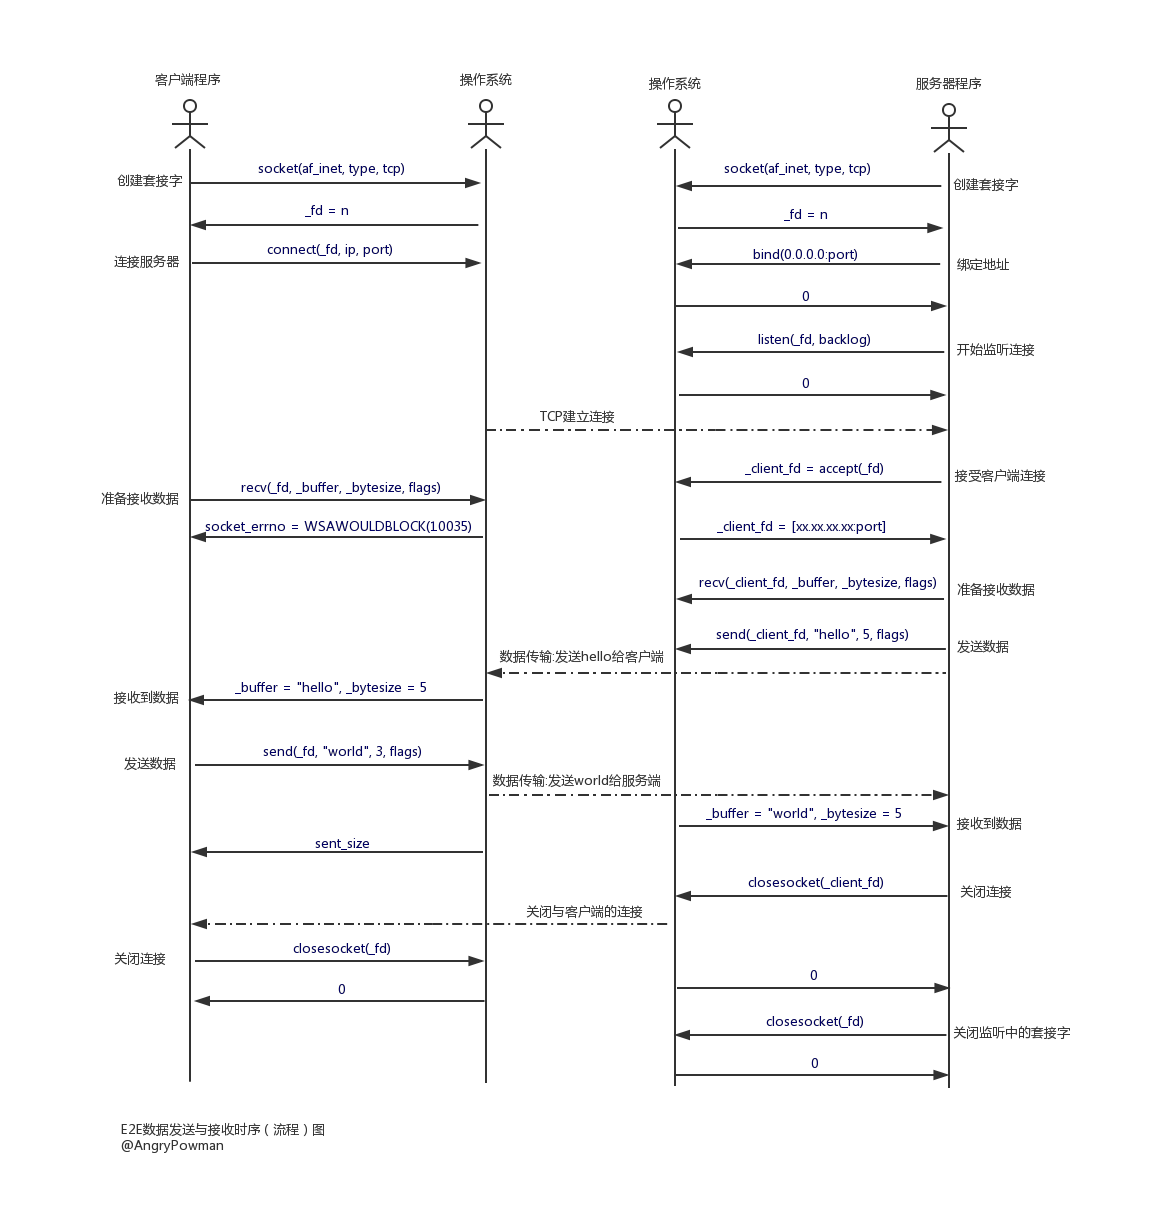 客户端程序
操作系统
操作系统
服务器程序
socket(af_inet, type, tcp)
socket(af_inet, type, tcp)
创建套接字
创建套接字
_fd = n
_fd = n
connect(_fd, ip, port)
bind(0.0.0.0:port)
连接服务器
绑定地址
0
listen(_fd, backlog)
开始监听连接
0
TCP建立连接
_client_fd = accept(_fd)
接受客户端连接
recv(_fd, _buffer, _bytesize, flags)
准备接收数据
socket_errno = WSAWOULDBLOCK(10035)
_client_fd = [xx.xx.xx.xx:port]
recv(_client_fd, _buffer, _bytesize, flags)
准备接收数据
send(_client_fd, "hello", 5, flags)
发送数据
数据传输:发送hello给客户端
_buffer = "hello", _bytesize = 5
接收到数据
send(_fd, "world", 3, flags)
发送数据
数据传输:发送world给服务端
_buffer = "world", _bytesize = 5
接收到数据
sent_size
closesocket(_client_fd)
关闭连接
关闭与客户端的连接
closesocket(_fd)
关闭连接
0
0
closesocket(_fd)
关闭监听中的套接字
0
E2E数据发送与接收时序（流程）图
@AngryPowman